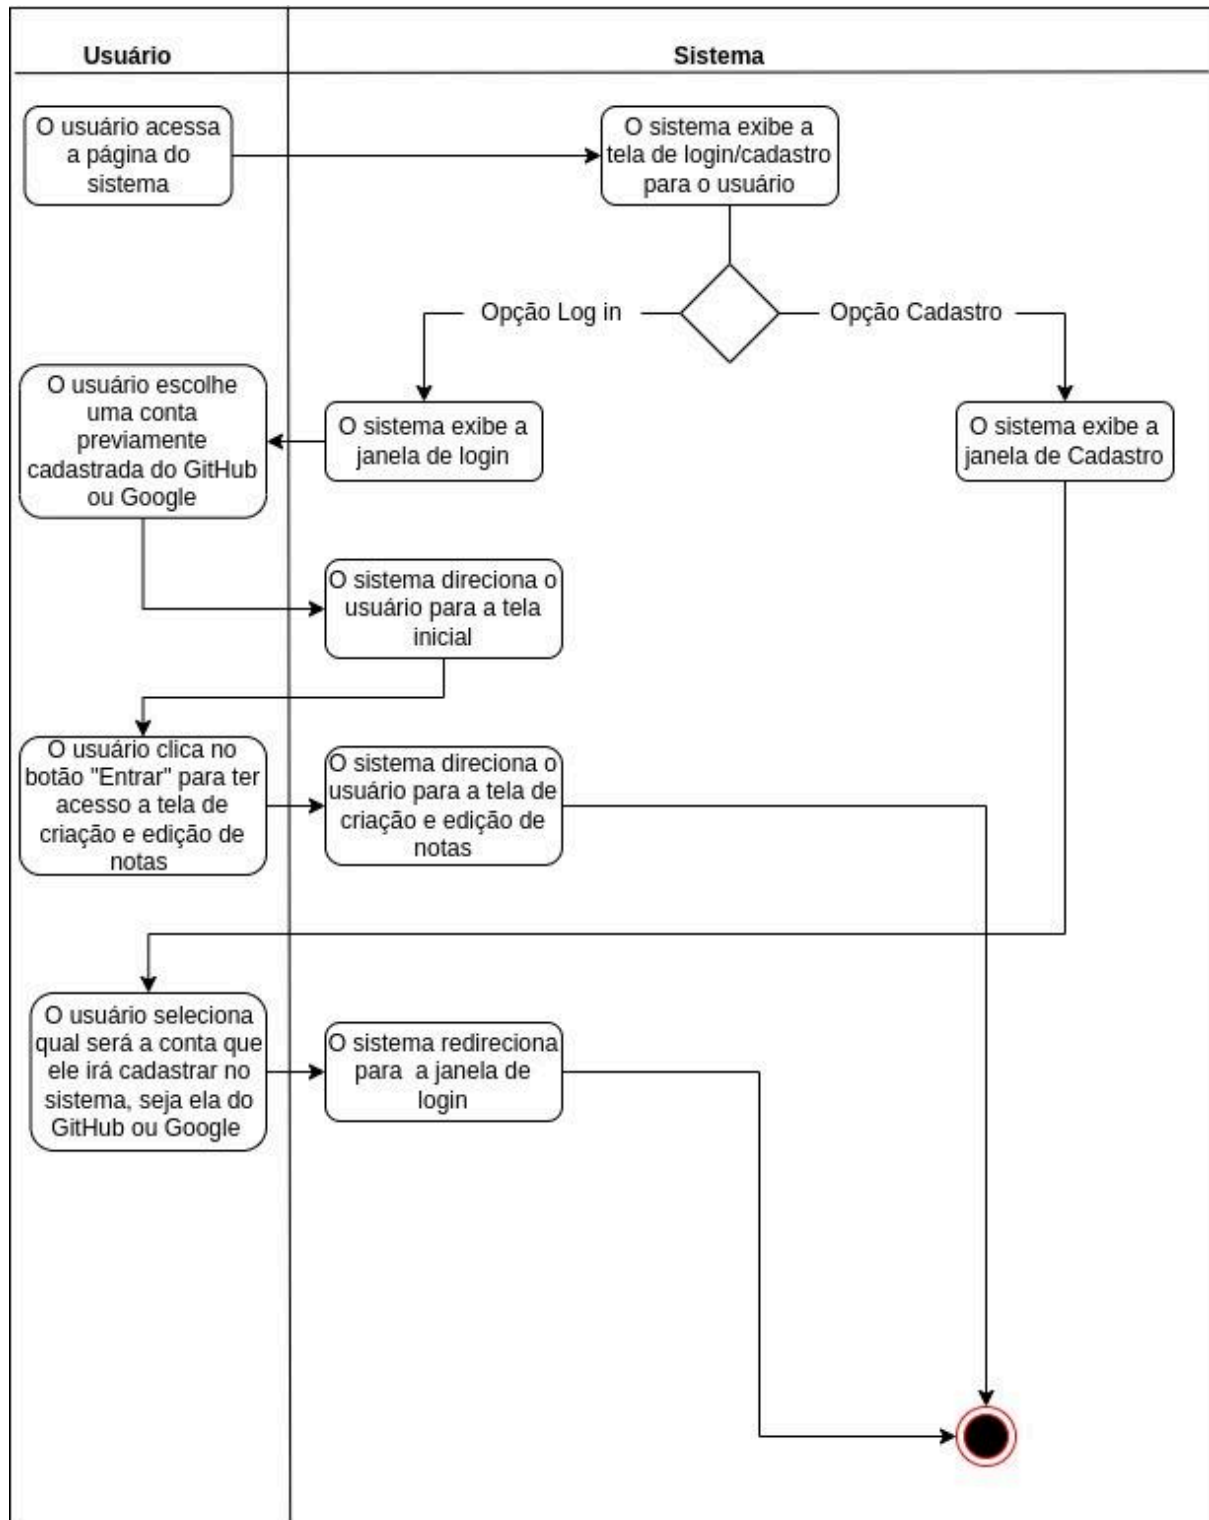 Usuário
Sistema
O usuário acessa
a página do
sistema
O sistema exibe a
tela de login/cadastro
para o usuário
Opção Log in
Opção Cadastro
O usuário escolhe
uma conta
previamente
cadastrada do GitHub
ou Google
O sistema exibe a
janela de login
O sistema exibe a
janela de Cadastro
O sistema direciona o
usuário para a tela
inicial
O usuário clica no
botão "Entrar" para ter
acesso a tela de
criação e edição de
notas
O sistema direciona o
usuário para a tela de
criação e edição de
notas
O usuário seleciona
qual será a conta que
ele irá cadastrar no
sistema, seja ela do
GitHub ou Google
O sistema redireciona
para a janela de
login